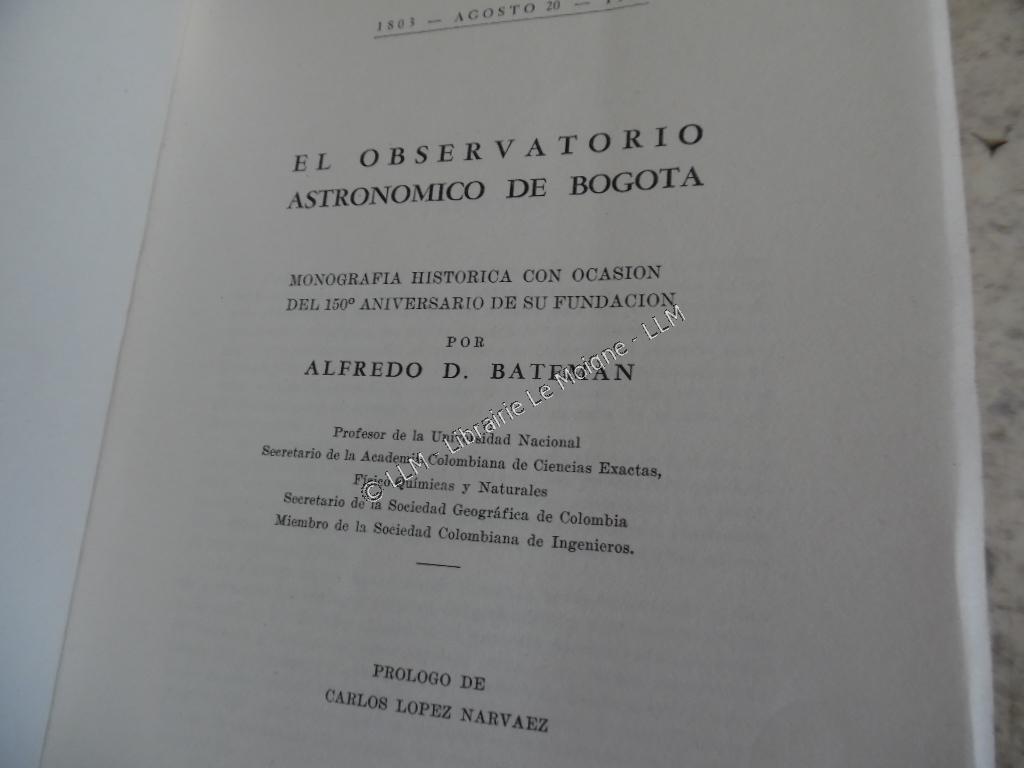 1803 — AGOSTO 20 —
EL OBSERVATORIO
ASTRONOMICO DE BOGOTA
MONOGRAFIA HISTORICA CON OCASION
DEL 150º ANIVERSARIO DE SU FUNDACION
POR
ALFREDO D. BATEMAN
Profesor de la Universidad Nacional
Secretario de la Academia Colombiana de Ciencias Exactas,
Físico Químicas y Naturales
Secretario de la Sociedad Geográfica de Colombia
Miembro de la Sociedad Colombiana de Ingenieros.
PROLOGO DE
CARLOS LOPEZ NARVAEZ
© LLM - Librairie Le Moigne - LLM